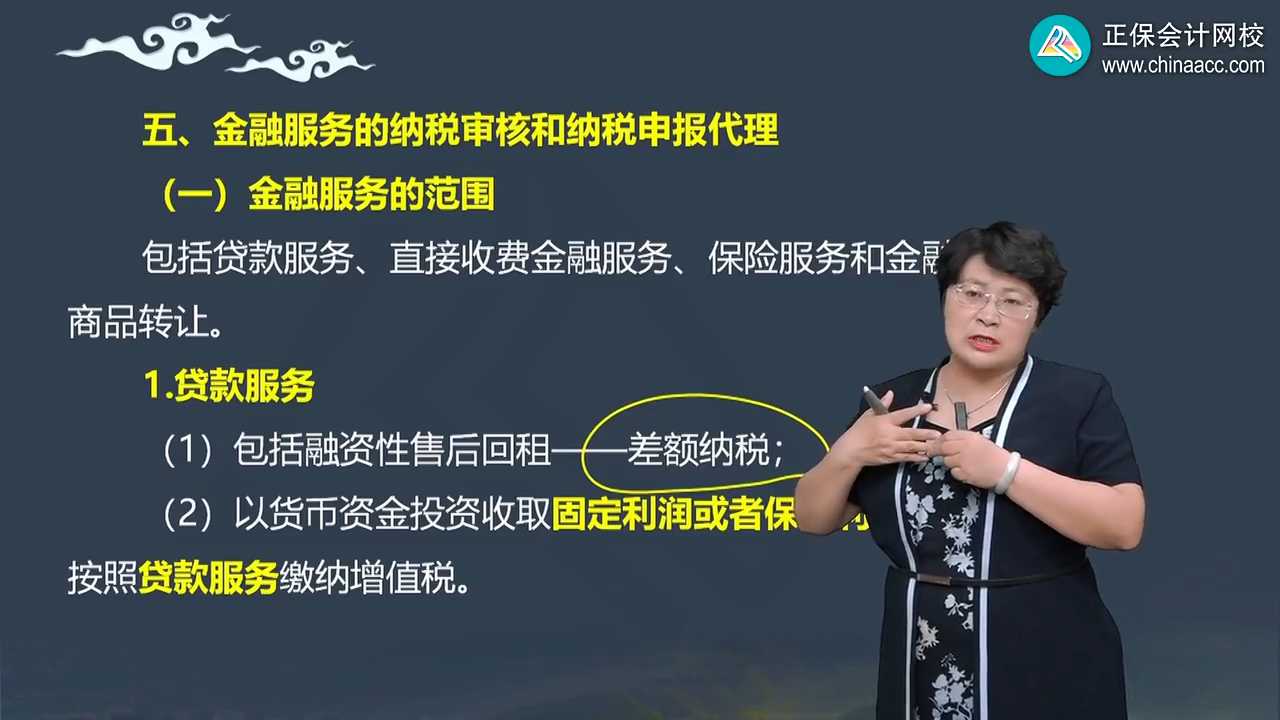 正保会计网校
www.chinaacc.com
五、金融服务的纳税审核和纳税申报代理
（一）金融服务的范围
包括贷款服务、直接收费金融服务、保险服务和金融
商品转让。
1.贷款服务
（1）包括融资性售后回租——差额纳税；
（2）以货币资金投资收取固定利润或者保
按照贷款服务缴纳增值税。